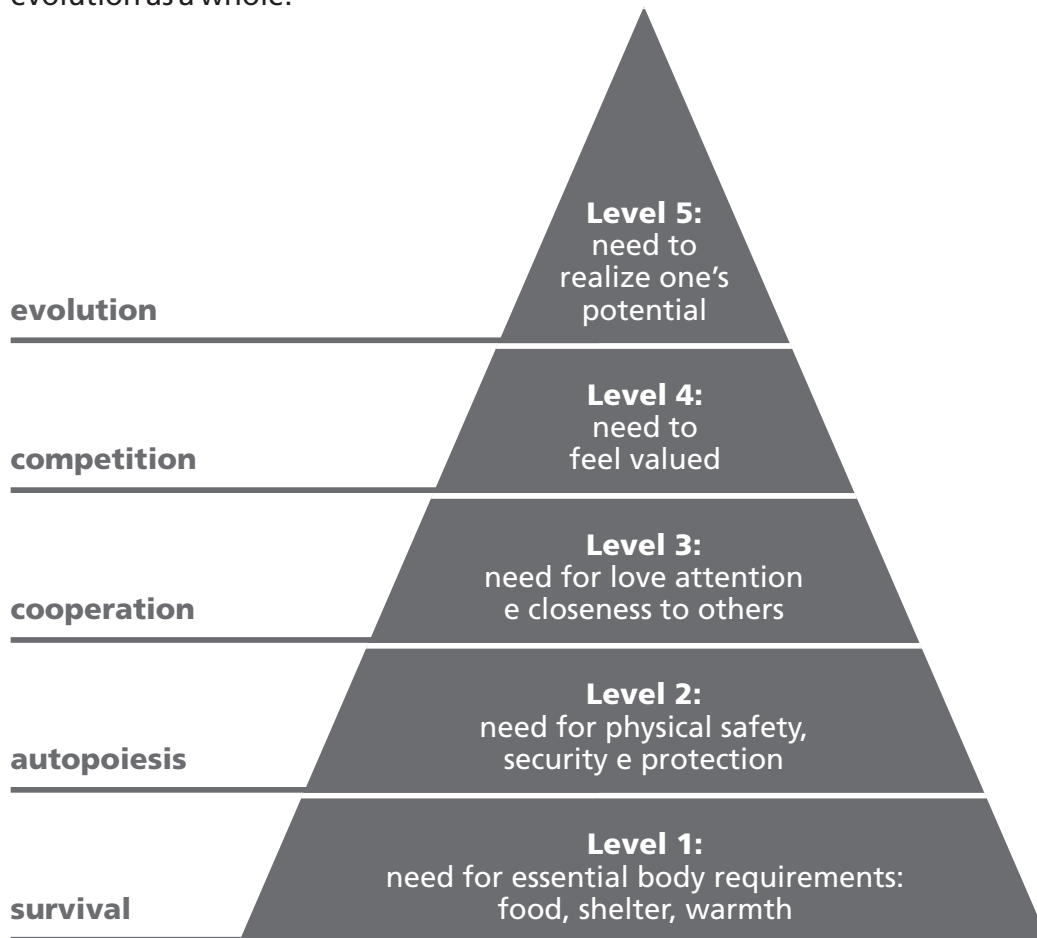 evolution as a whole.
Level 5:
need to
realize one's
potential
evolution
Level 4:
need to
feel valued
competition
Level 3:
need for love attention
e closeness to others
cooperation
Level 2:
need for physical safety,
security e protection
autopoiesis
Level 1:
need for essential body requirements:
food, shelter, warmth
survival